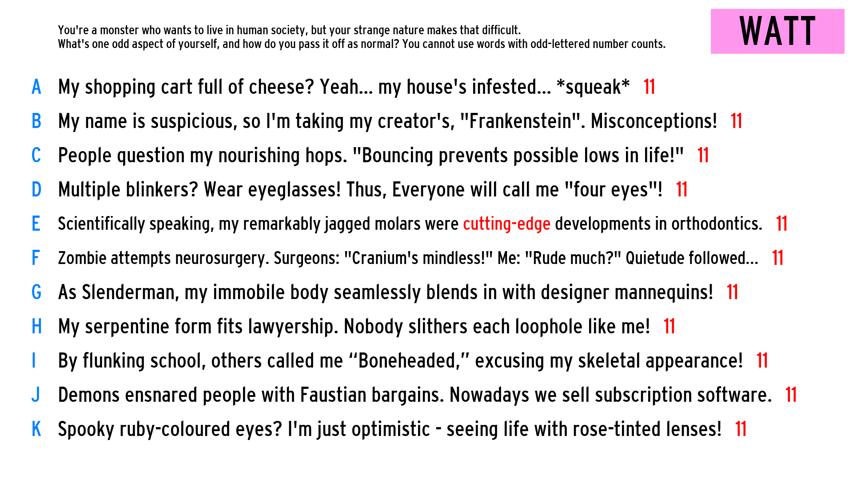 You're a monster who wants to live in human society, but your strange nature makes that difficult.
What's one odd aspect of yourself, and how do you pass it off as normal? You cannot use words with odd-lettered number counts.
WATT
A My shopping cart full of cheese? Yeah... my house's infested... *squeak* 11
B My name is suspicious, so I'm taking my creator's, "Frankenstein". Misconceptions! 11
C People question my nourishing hops. "Bouncing prevents possible lows in life!" 11
D Multiple blinkers? Wear eyeglasses! Thus, Everyone will call me "four eyes"! 11
E Scientifically speaking, my remarkably jagged molars were cutting-edge developments in orthodontics. 11
F Zombie attempts neurosurgery. Surgeons: "Cranium's mindless!" Me: "Rude much?" Quietude followed... 11
G As Slenderman, my immobile body seamlessly blends in with designer mannequins! 11
H My serpentine form fits lawyership. Nobody slithers each loophole like me! 11
I By flunking school, others called me “Boneheaded,” excusing my skeletal appearance! 11
J Demons ensnared people with Faustian bargains. Nowadays we sell subscription software. 11
K Spooky ruby-coloured eyes? I'm just optimistic - seeing life with rose-tinted lenses! 11